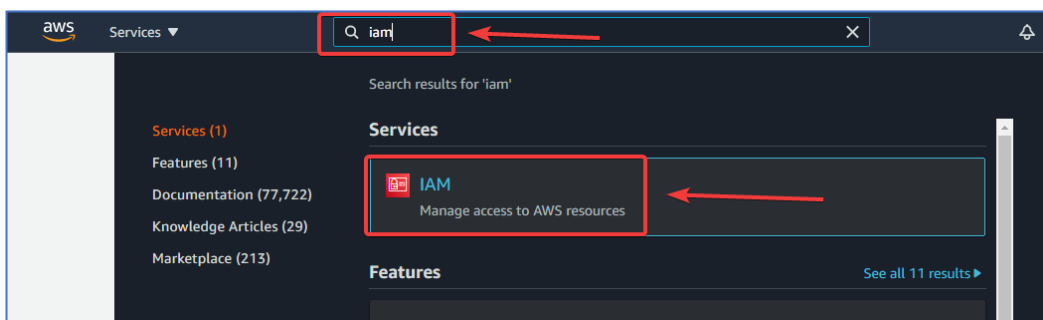 aws
Services ▼
iam
Search results for 'iam'
Services (1)
Features (11)
Documentation (77,722)
Knowledge Articles (29)
Marketplace (213)
Services
IAM
Manage access to AWS resources
Features
See all 11 results ▶